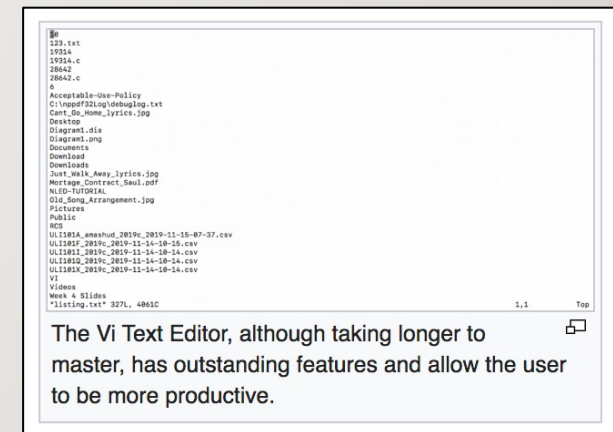 123.txt
19314
19314.c
28642
28642.c
6
Acceptable-Use-Policy
C:\nppdf32Log\debuglog.txt
Cant_Go_Home_lyrics.jpg
Desktop
Diagram1.dia
Diagram1.png
Documents
Download
Downloads
Just_Walk_Away_lyrics.jpg
Mortage_Contract_Saul.pdf
NLED-TUTORIAL
Old_Song_Arrangement.jpg
Pictures
Public
RCS
ULI101A_amashud_2019c_2019-11-15-07-37.csv
ULI101F_2019c_2019-11-14-10-15.csv
ULI101I_2019c_2019-11-14-10-14.csv
ULI101Q_2019c_2019-11-14-10-14.csv
ULI101X_2019c_2019-11-14-10-14.csv
VI
Videos
Week 4 Slides
"listing.txt" 327L, 4061C 1,1 Top
The Vi Text Editor, although taking longer to
master, has outstanding features and allow the user
to be more productive.